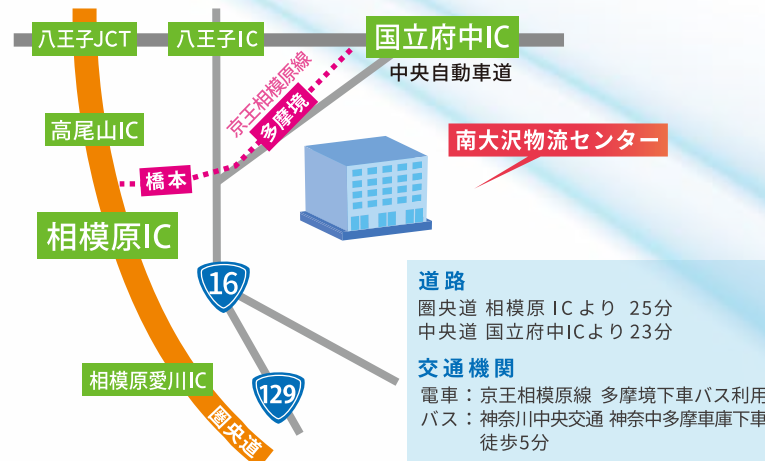 八王子JCT
八王子IC
国立府中IC
中央自動車道
京王相模原線
多摩境
高尾山IC
橋本
南大沢物流センター
相模原IC
16
相模原愛川IC
129
圏央道
道路
圏央道 相模原 ICより 25分
中央道 国立府中ICより23分
交通機関
電車：京王相模原線 多摩境下車バス利用
バス：神奈川中央交通 神奈中多摩車庫下車
徒歩5分